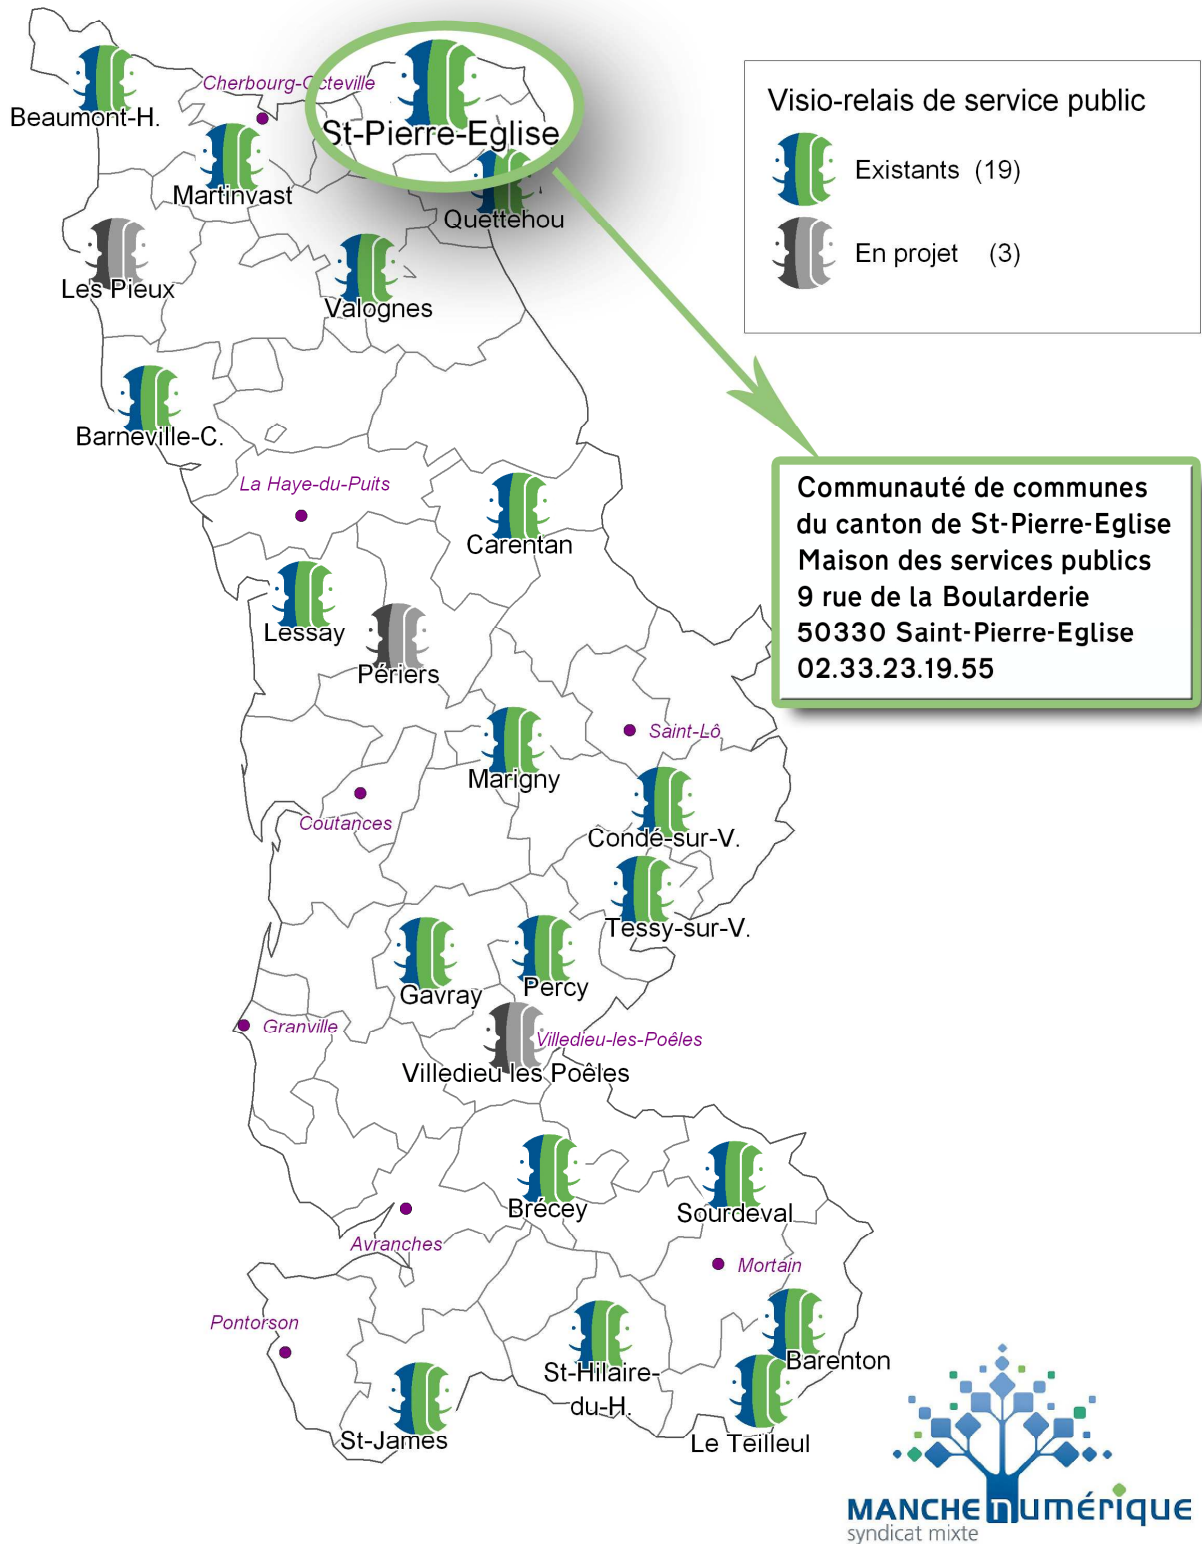 Cherbourg-Octeville
Beaumont-H.
St-Pierre-Eglise
Martinvast
Quettehou
Les Pieux
Valognes
Barneville-C.
La Haye-du-Puits
Carentan
Lessay
Périers
Saint-Lô
Marigny
Coutances
Condé-sur-V.
Tessy-sur-V.
Gavray
Percy
Granville
Villedieu-les-Poêles
Villedieu les Poêles
Brécey
Sourdeval
Avranches
Mortain
Pontorson
Barenton
St-Hilaire-
du-H.
St-James
Le Teilleul
Visio-relais de service public
Existants (19)
En projet (3)
Communauté de communes
du canton de St-Pierre-Eglise
Maison des services publics
9 rue de la Boularderie
50330 Saint-Pierre-Eglise
02.33.23.19.55
MANCHE numérique
syndicat mixte